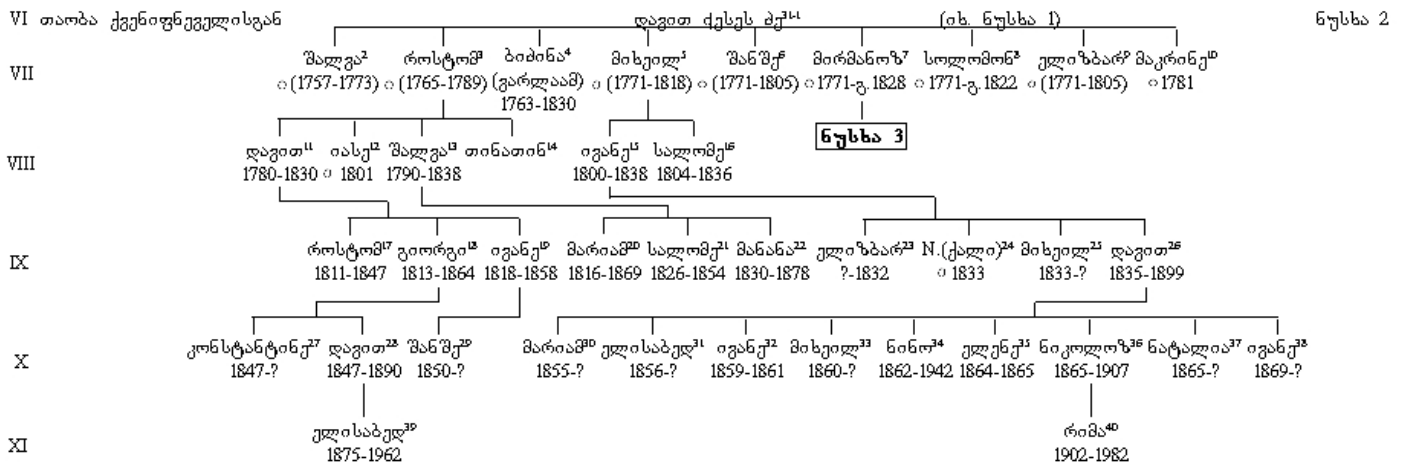 VI თაობა ქვენიფნეველისგან დავით ქესეს ძე³¹⁻¹ (იხ. ნუსხა 1) ნუსხა 2
VII შალვა² როსტომ³ ბიძინა⁴ მიხეილ⁵ შანშე⁶ მირმანოზ⁷ სოლომონ⁸ ელიზბარ⁹ მაკრინე¹⁰
○ (1757-1773) ○ (1765-1789) (ვარლაამ) ○ (1771-1818) ○ (1771-1805) ○ 1771-გ.1828 ○ 1771-გ.1822 ○ (1771-1805) ○ 1781
1763-1830
ნუსხა 3
VIII დავით¹¹ იასე¹² შალვა¹³ თინათინ¹⁴ ივანე¹⁵ სალომე¹⁶
1780-1830 ○ 1801 1790-1838 1800-1838 1804-1836
IX როსტომ¹⁷ გიორგი¹⁸ ივანე¹⁹ მარიამ²⁰ სალომე²¹ მანანა²² ელიზბარ²³ N.(ქალი)²⁴ მიხეილ²⁵ დავით²⁶
1811-1847 1813-1864 1818-1858 1816-1869 1826-1854 1830-1878 ?-1832 ○ 1833 1833-? 1835-1899
X კონსტანტინე²⁷ დავით²⁸ შანშე²⁹ მარიამ³⁰ ელისაბედ³¹ ივანე³² მიხეილ³³ ნინო³⁴ ელენე³⁵ ნიკოლოზ³⁶ ნატალია³⁷ ივანე³⁸
1847-? 1847-1890 1850-? 1855-? 1856-? 1859-1861 1860-? 1862-1942 1864-1865 1865-1907 1865-? 1869-?
XI ელისაბედ³⁹ რიმა⁴⁰
1875-1962 1902-1982